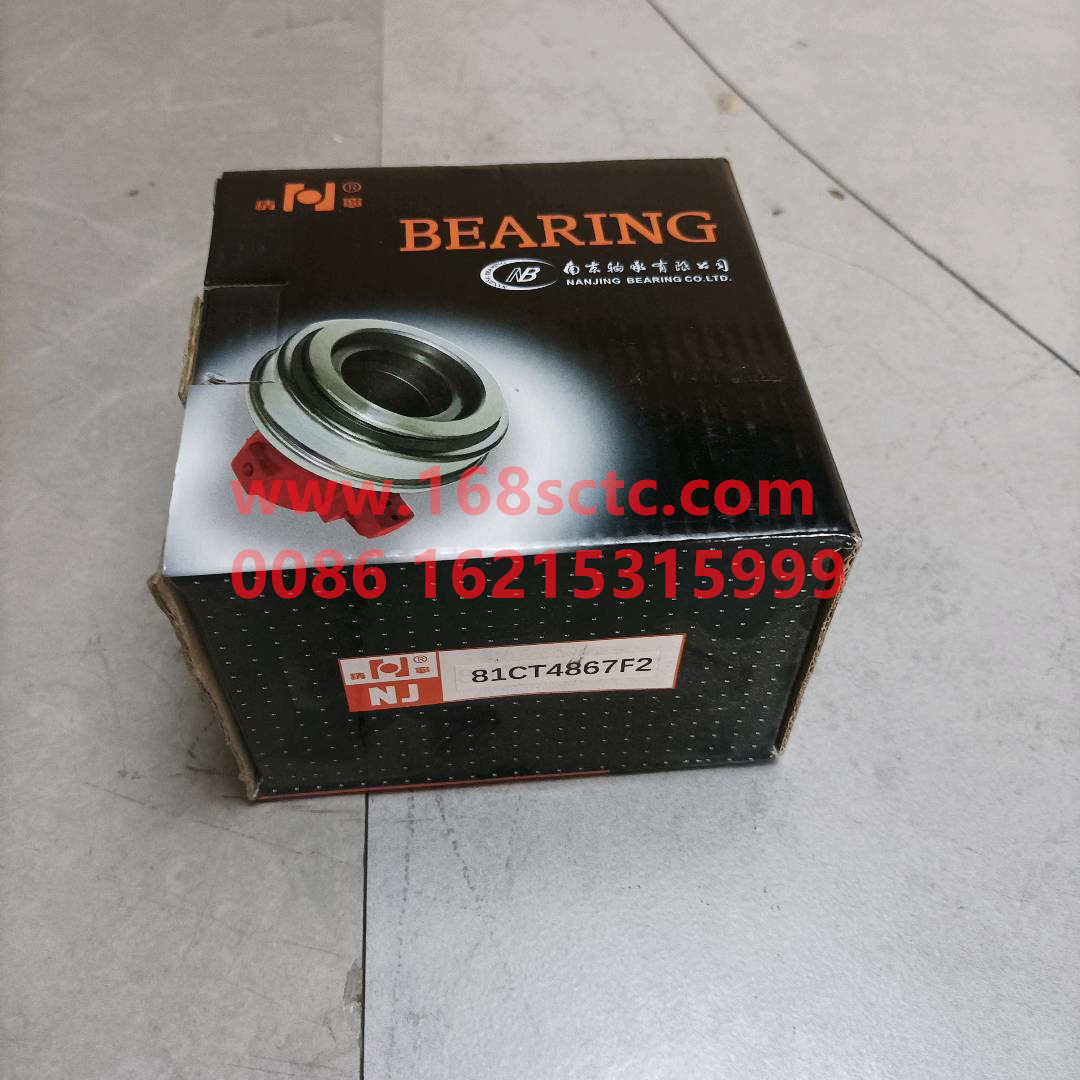 ®
BEARING
NB
南京轴承有限公司
NANJING BEARING CO.LTD.
www.168sctc.com
0086 16215315999
®
NJ
81CT4867F2